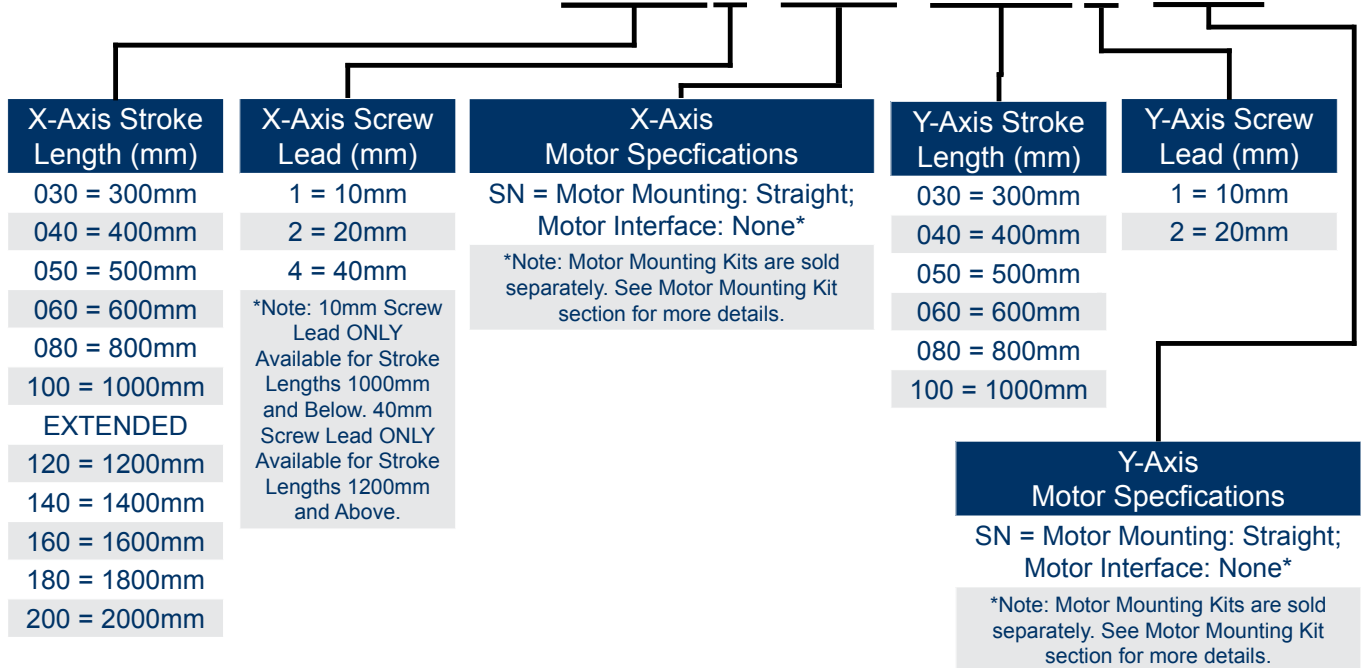 X-Axis Stroke
Length (mm)
030 = 300mm
040 = 400mm
050 = 500mm
060 = 600mm
080 = 800mm
100 = 1000mm
EXTENDED
120 = 1200mm
140 = 1400mm
160 = 1600mm
180 = 1800mm
200 = 2000mm
X-Axis Screw
Lead (mm)
1 = 10mm
2 = 20mm
4 = 40mm
*Note: 10mm Screw
Lead ONLY
Available for Stroke
Lengths 1000mm
and Below. 40mm
Screw Lead ONLY
Available for Stroke
Lengths 1200mm
and Above.
X-Axis
Motor Specfications
SN = Motor Mounting: Straight;
Motor Interface: None*
*Note: Motor Mounting Kits are sold
separately. See Motor Mounting Kit
section for more details.
Y-Axis Stroke
Length (mm)
030 = 300mm
040 = 400mm
050 = 500mm
060 = 600mm
080 = 800mm
100 = 1000mm
Y-Axis Screw
Lead (mm)
1 = 10mm
2 = 20mm
Y-Axis
Motor Specfications
SN = Motor Mounting: Straight;
Motor Interface: None*
*Note: Motor Mounting Kits are sold
separately. See Motor Mounting Kit
section for more details.